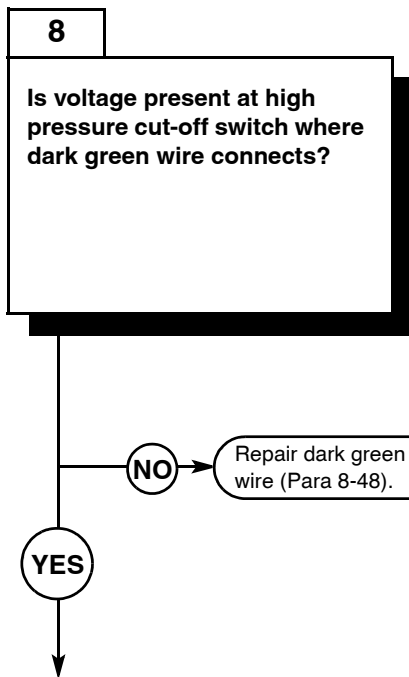 8
Is voltage present at high
pressure cut-off switch where
dark green wire connects?
NO
Repair dark green
wire (Para 8-48).
YES